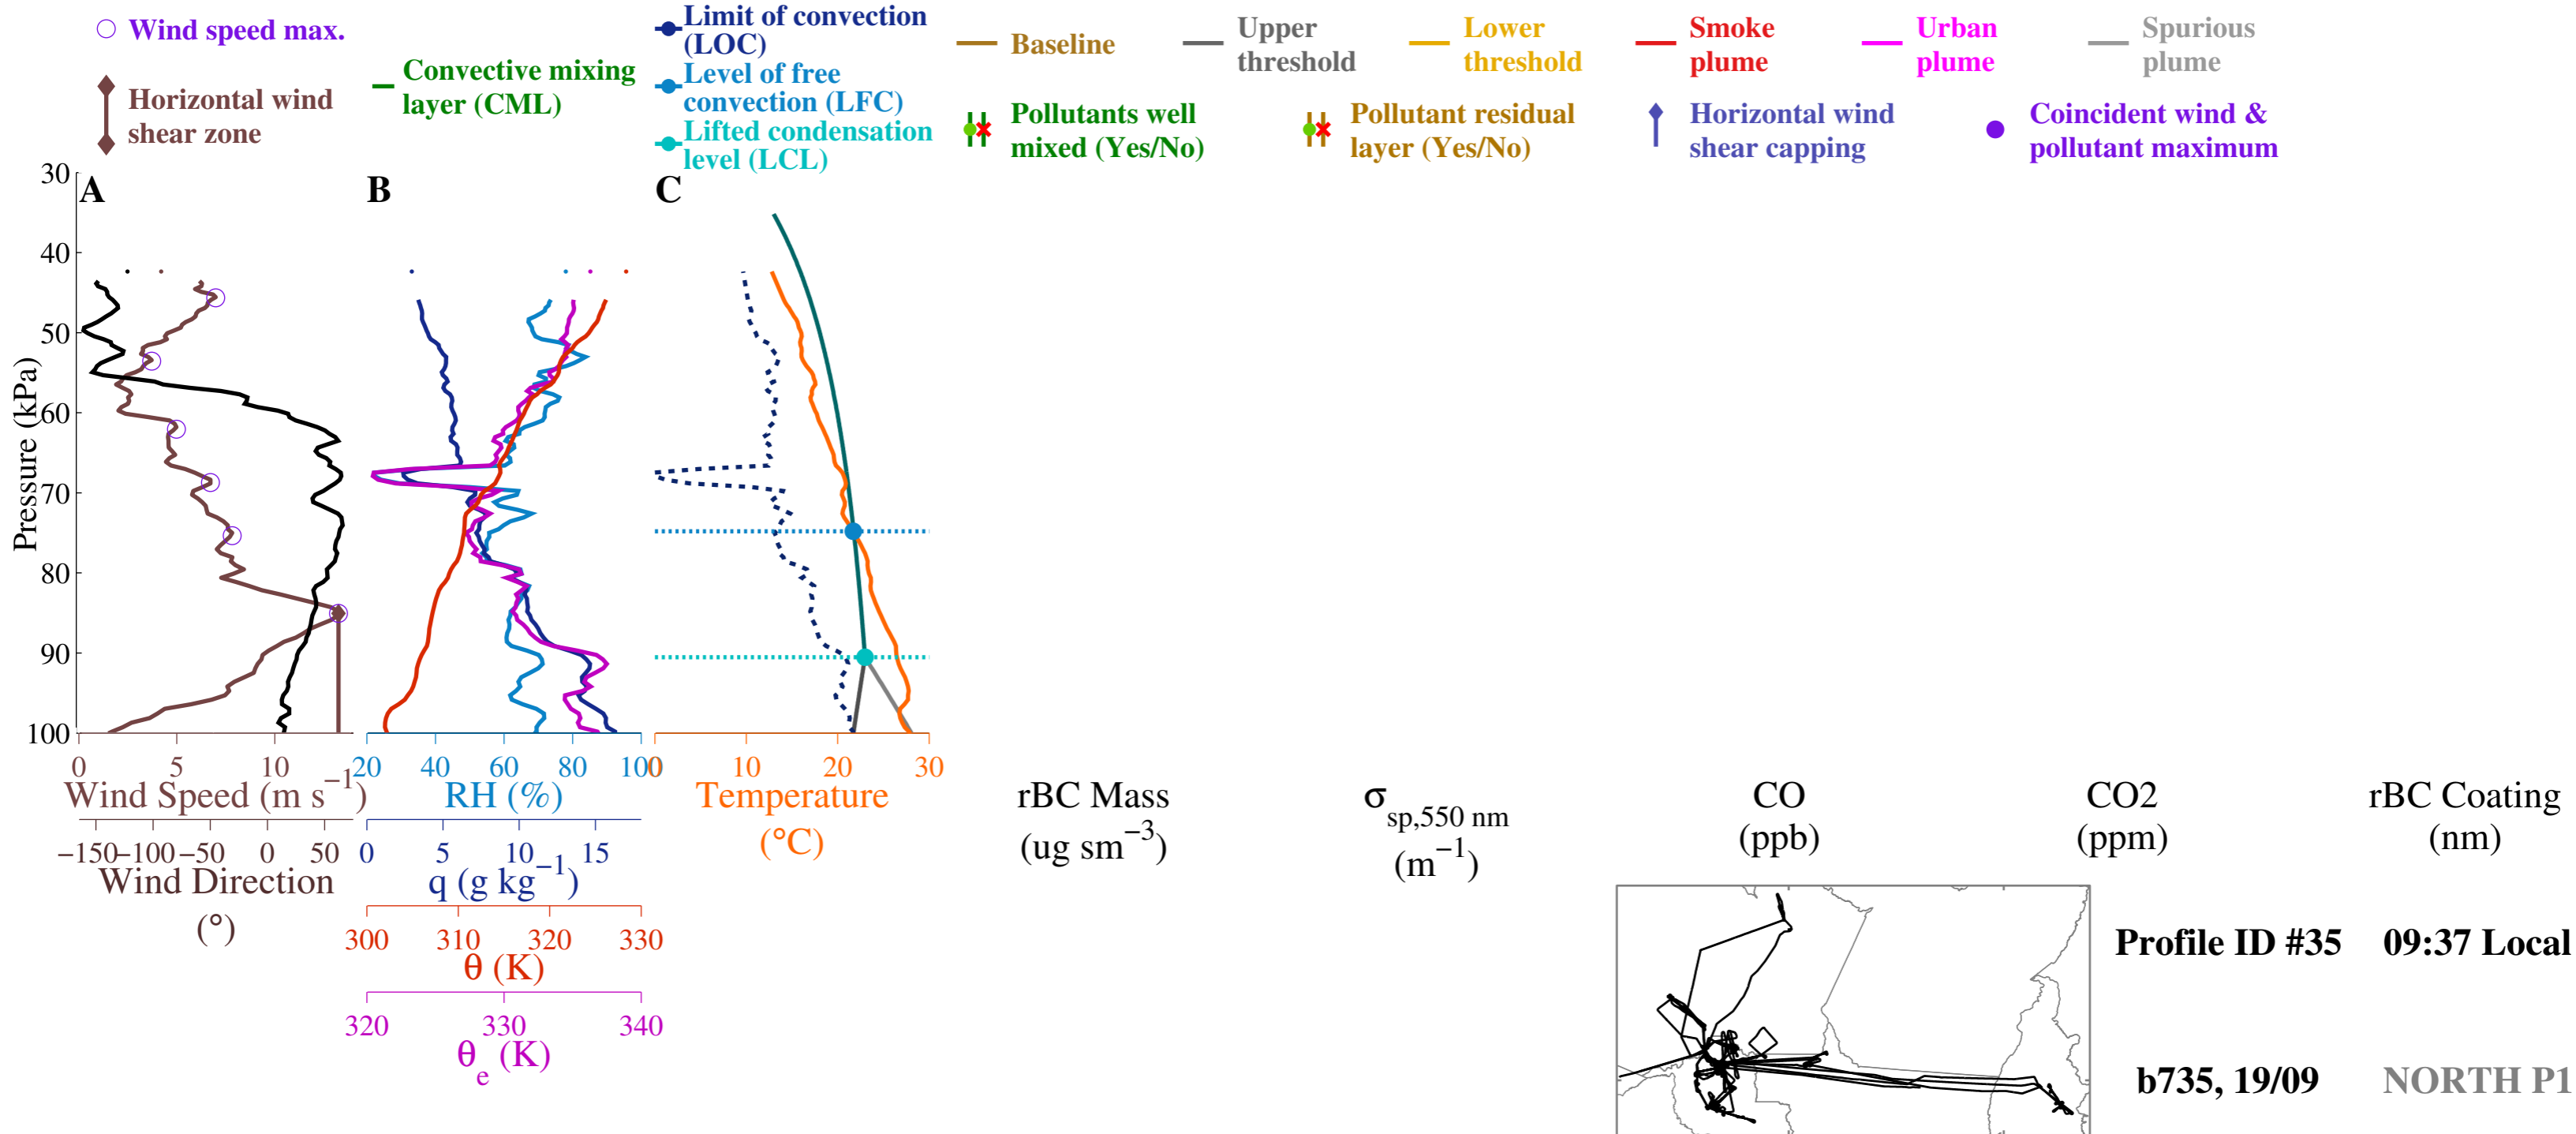 Wind speed max.
Horizontal wind
shear zone
Convective mixing
layer (CML)
Limit of convection
(LOC)
Level of free
convection (LFC)
Lifted condensation
level (LCL)
Baseline
Upper
threshold
Lower
threshold
Smoke
plume
Urban
plume
Spurious
plume
Pollutants well
mixed (Yes/No)
Pollutant residual
layer (Yes/No)
Horizontal wind
shear capping
Coincident wind &
pollutant maximum
A
B
C
Pressure (kPa)
30
40
50
60
70
80
90
100
0 5 10
Wind Speed (m s⁻¹)
−150 −100 −50 0 50
Wind Direction
(°)
20 40 60 80 100
RH (%)
0 5 10 15
q (g kg⁻¹)
300 310 320 330
θ (K)
320 330 340
θe (K)
0 10 20 30
Temperature
(°C)
rBC Mass
(ug sm⁻³)
σsp,550 nm
(m⁻¹)
CO
(ppb)
CO2
(ppm)
rBC Coating
(nm)
Profile ID #35 09:37 Local
b735, 19/09 NORTH P1